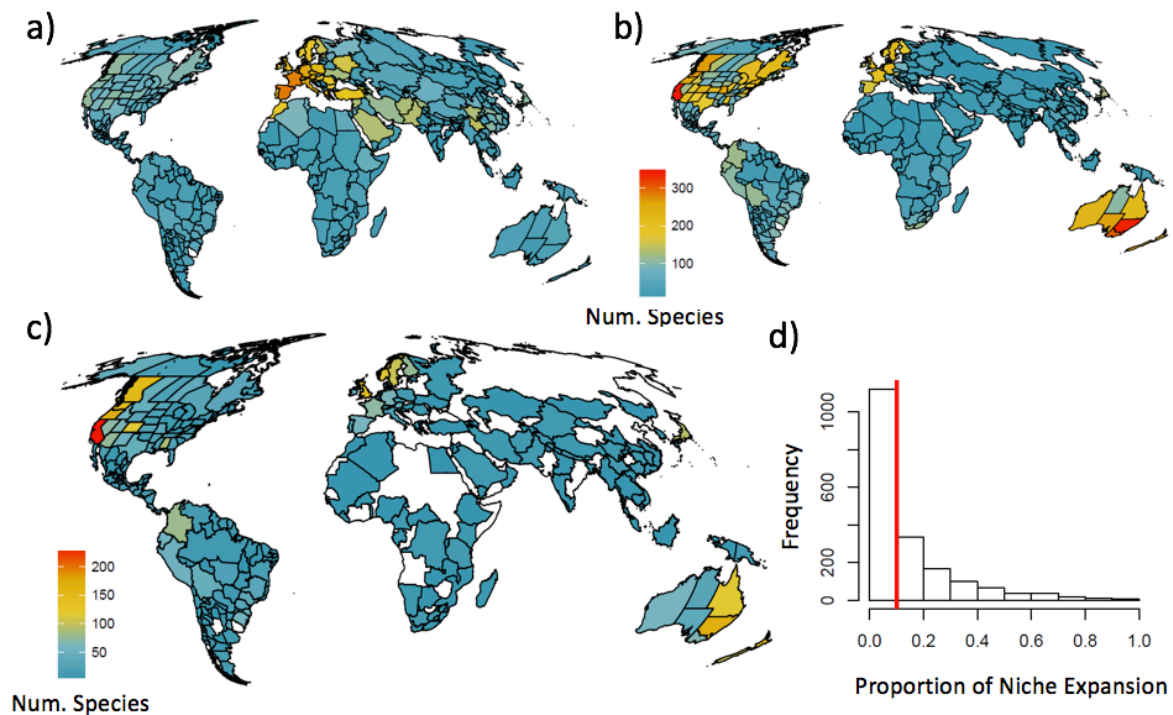 a)
b)
300
200
100
Num. Species
c)
200
150
100
50
Num. Species
d)
Frequency
1000
600
200
0
0.0 0.2 0.4 0.6 0.8 1.0
Proportion of Niche Expansion